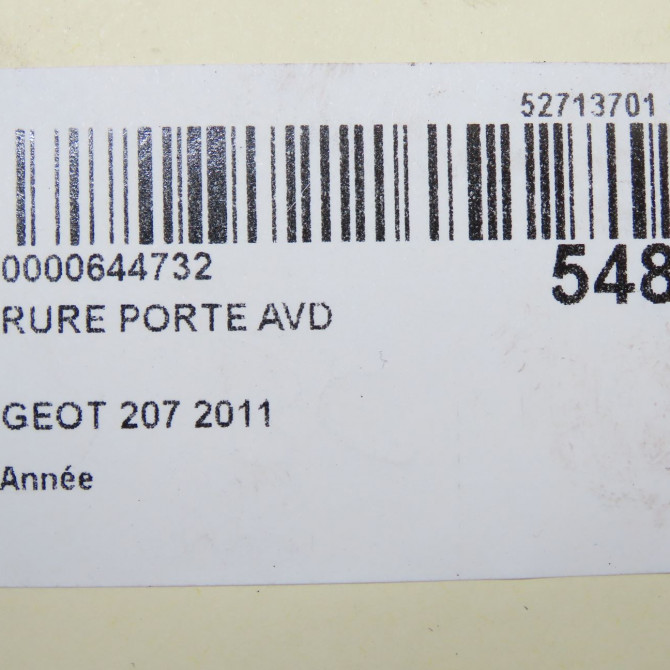 52713701
0000644732
548
RURE PORTE AVD
GEOT 207 2011
Année